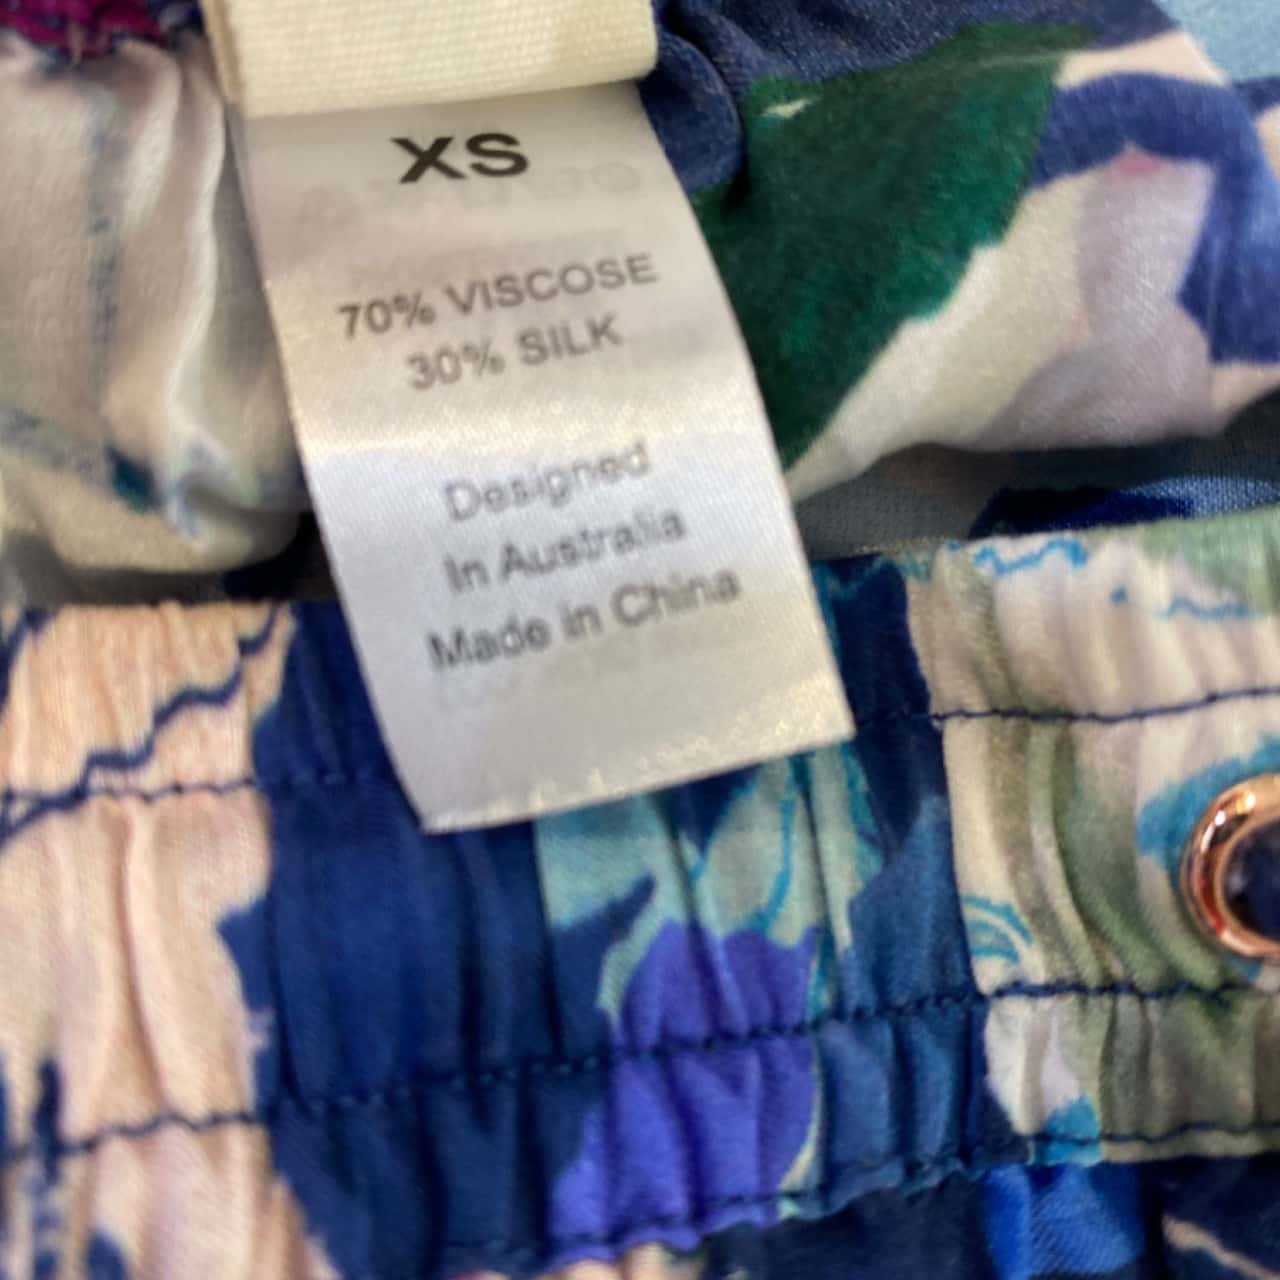 XS
70% VISCOSE
30% SILK
Designed
In Australia
Made in China